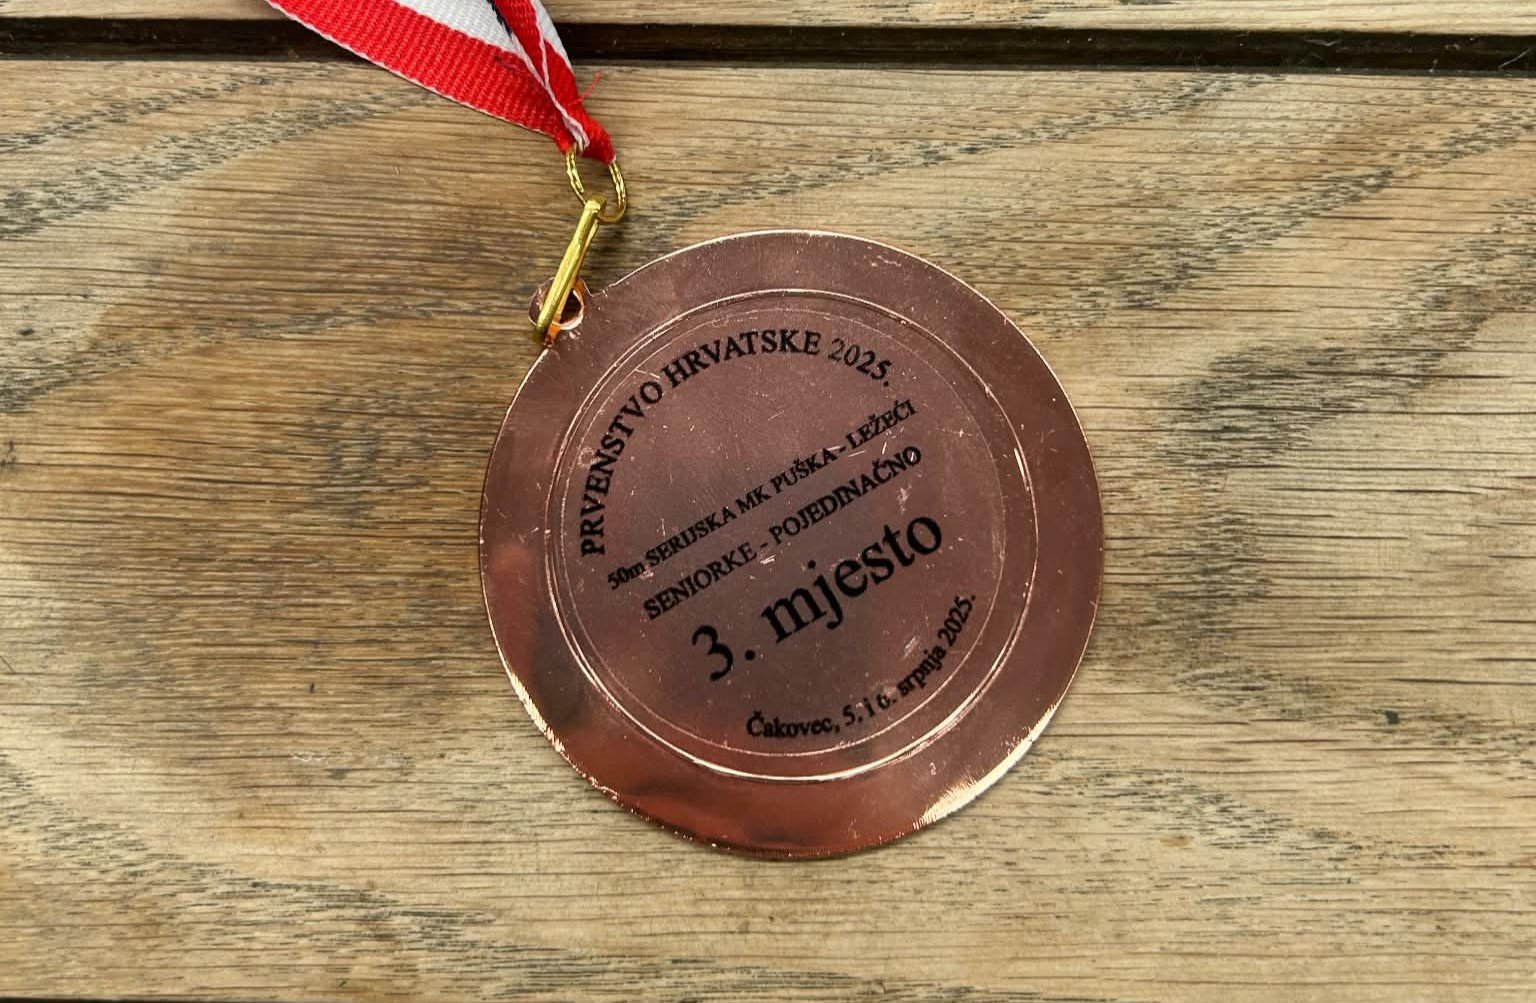 PRVENSTVO HRVATSKE 2025.
50m SERIJSKA MK PUŠKA - LEŽEĆI
SENIORKE - POJEDINAČNO
3. mjesto
Čakovec, 5. i 6. srpnja 2025.